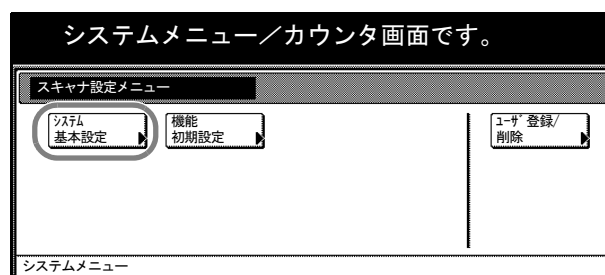 システムメニュー／カウンタ画面です。
スキャナ設定メニュー
ｼｽﾃﾑ
基本設定
機能
初期設定
ﾕｰｻﾞ登録/
削除
システムメニュー